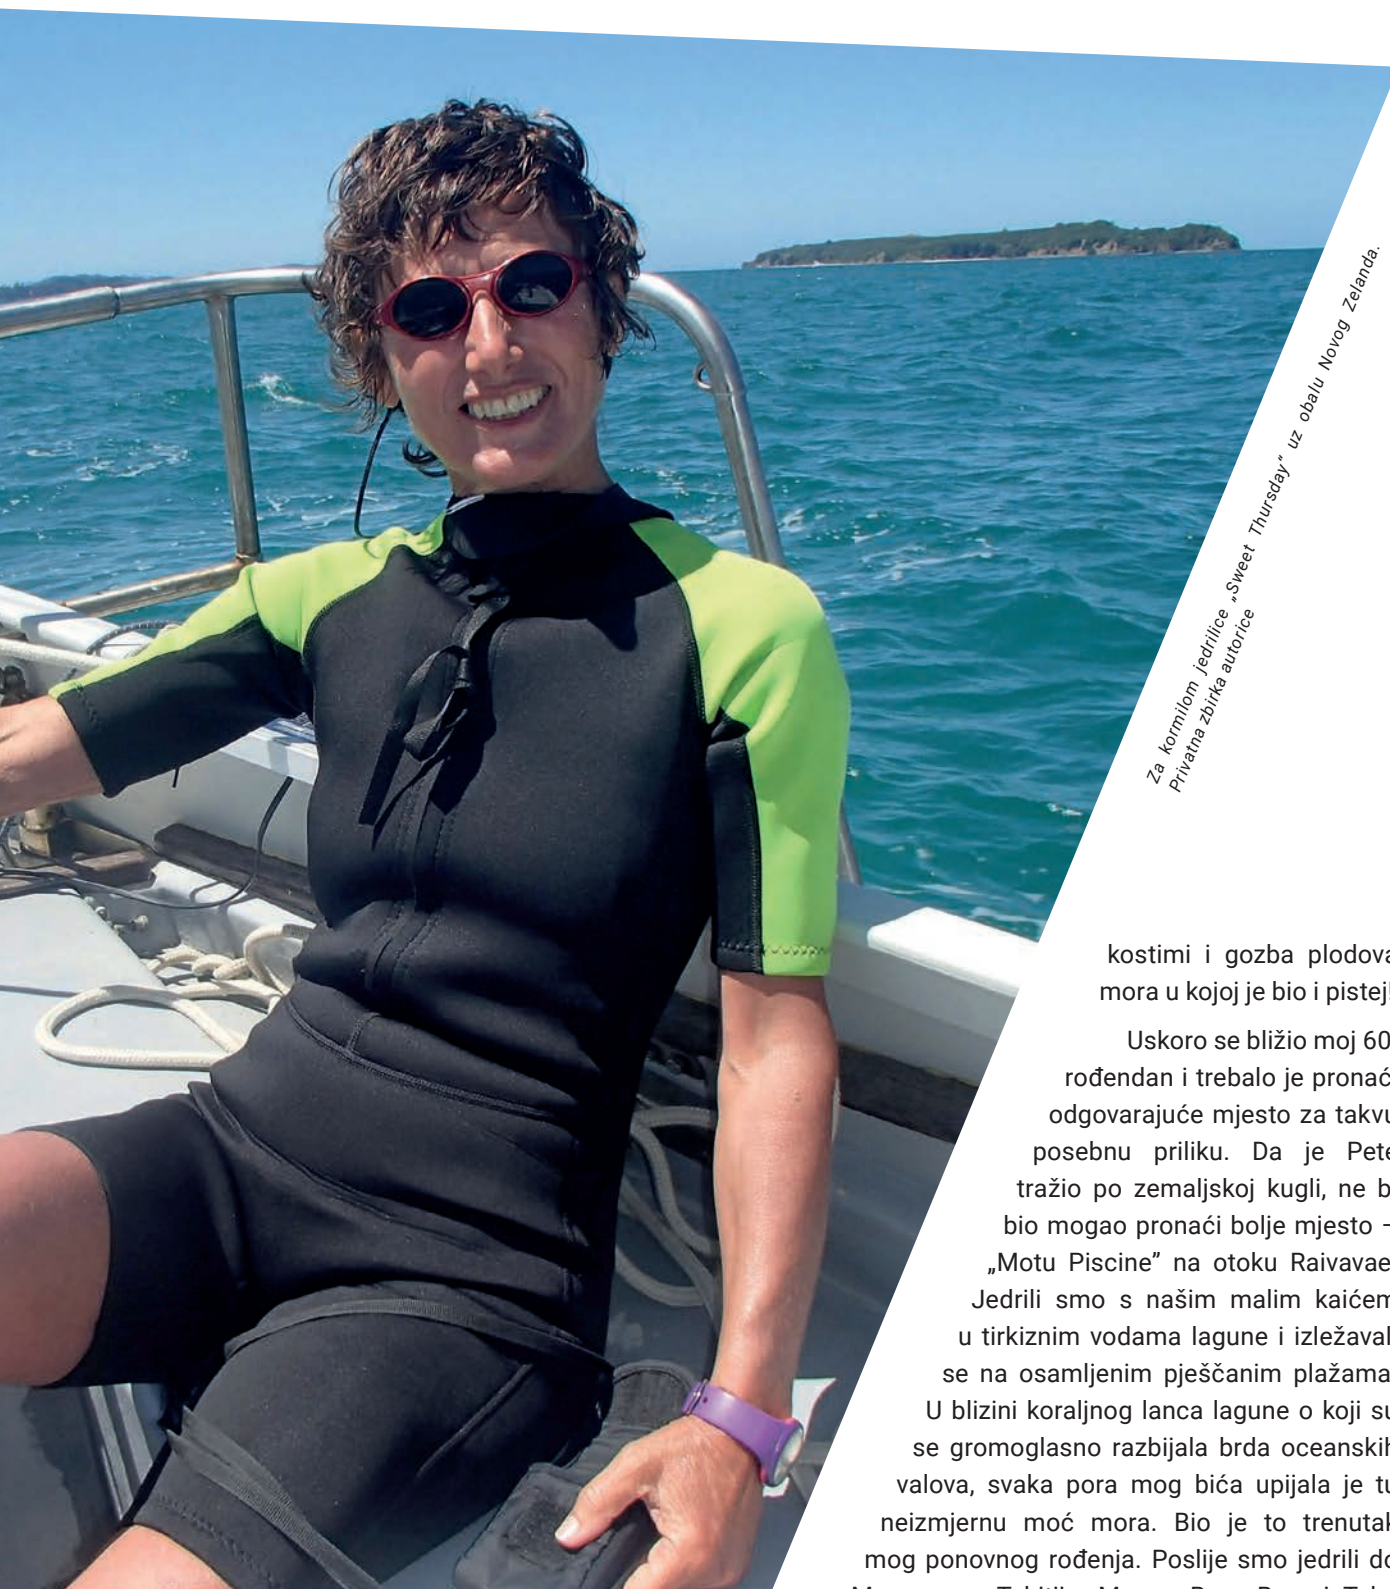 Za kormilom jedrilice „Sweet Thursday“ uz obalu Novog Zelanda.
Privatna zbirka autorice
kostimi i gozba plodova
mora u kojoj je bio i pistej!
Uskoro se bližio moj 60
rođendan i trebalo je pronać
odgovarajuće mjesto za takvu
posebnu priliku. Da je Pete
tražio po zemaljskoj kugli, ne b
bio mogao pronaći bolje mjesto –
„Motu Piscine” na otoku Raivavae
Jedrili smo s našim malim kaićem
u tirkiznim vodama lagune i izležaval
se na osamljenim pješčanim plažama
U blizini koraljnog lanca lagune o koji su
se gromoglasno razbijala brda oceanskih
valova, svaka pora mog bića upijala je tu
neizmjernu moć mora. Bio je to trenutak
mog ponovnog rođenja. Poslije smo jedrili do